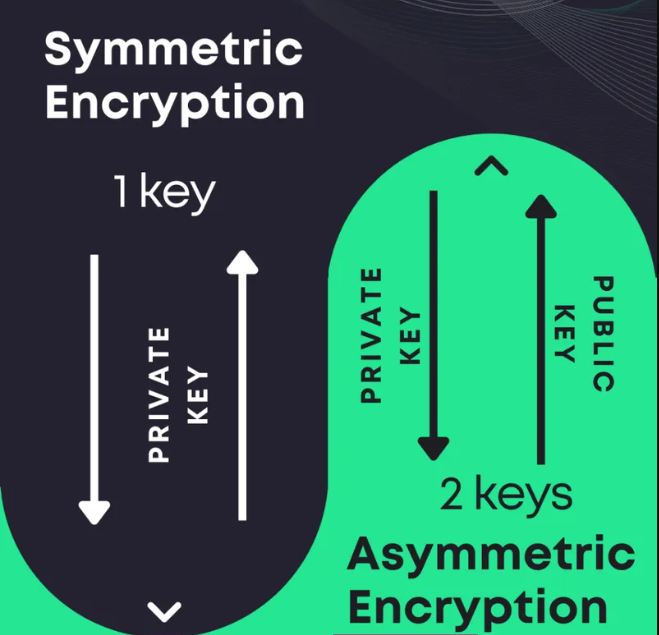 Symmetric
Encryption
1 key
PRIVATE
KEY
PRIVATE
KEY
PUBLIC
KEY
2 keys
Asymmetric
Encryption